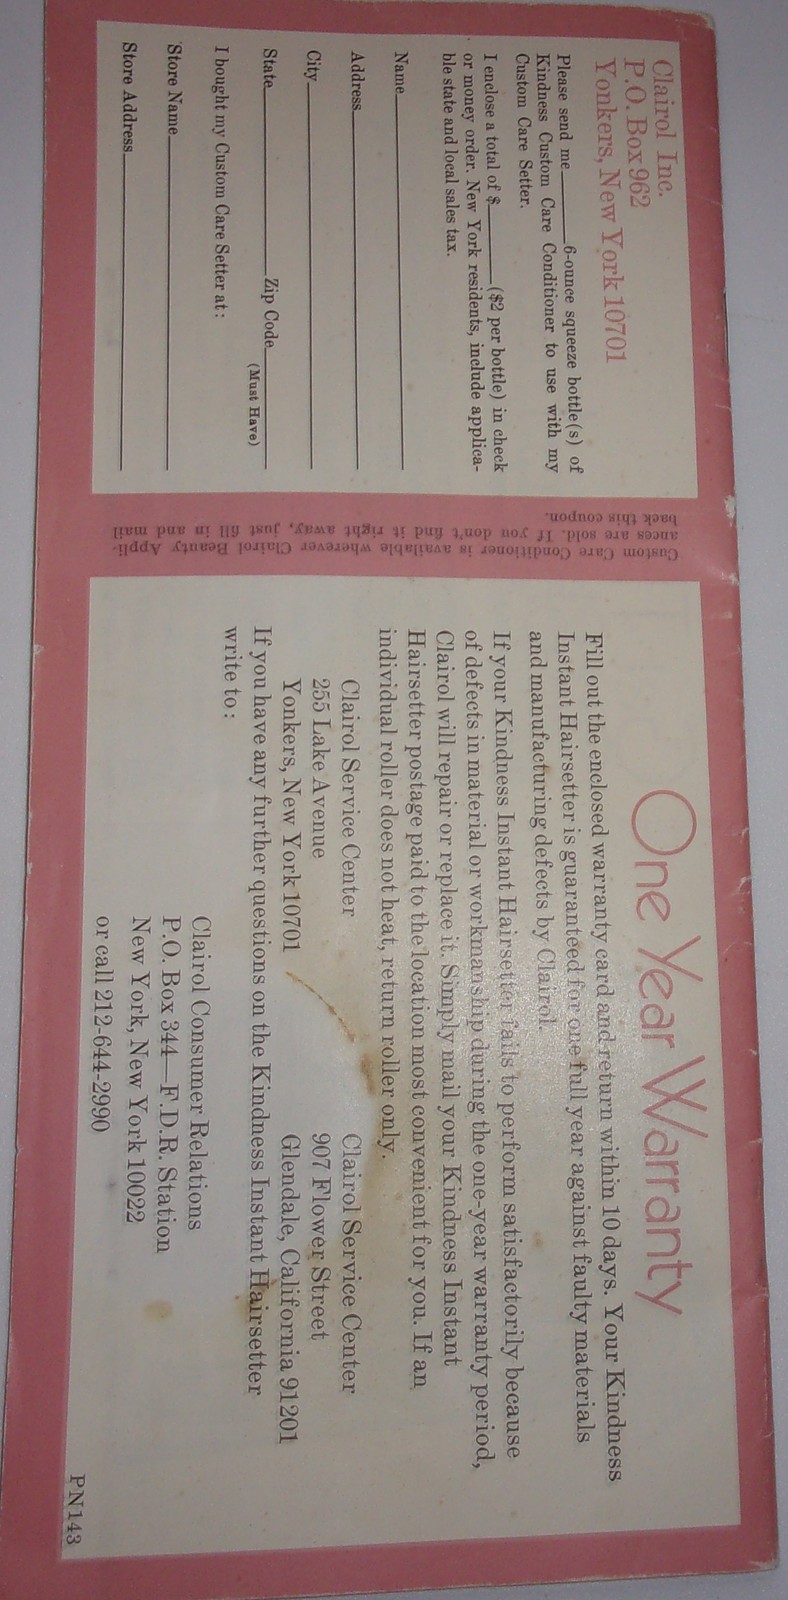 Clairol Inc.
P.O. Box 962
Yonkers, New York 10701
Please send me 6-ounce squeeze bottle(s) of
Kindness Custom Care Conditioner to use with my
Custom Care Setter.
I enclose a total of $ ($2 per bottle) in check
or money order. New York residents, include applica-
ble state and local sales tax.
Name
Address
City
State Zip Code
(Must Have)
I bought my Custom Care Setter at:
Store Name
Store Address
Custom Care Conditioner is available wherever Clairol Beauty Appli-
ances are sold. If you don't find it right away, just fill in and mail
back this coupon.
One Year Warranty
Fill out the enclosed warranty card and return within 10 days. Your Kindness
Instant Hairsetter is guaranteed for one full year against faulty materials
and manufacturing defects by Clairol.
If your Kindness Instant Hairsetter fails to perform satisfactorily because
of defects in material or workmanship during the one-year warranty period,
Clairol will repair or replace it. Simply mail your Kindness Instant
Hairsetter postage paid to the location most convenient for you. If an
individual roller does not heat, return roller only.
Clairol Service Center
255 Lake Avenue
Yonkers, New York 10701
Clairol Service Center
907 Flower Street
Glendale, California 91201
If you have any further questions on the Kindness Instant Hairsetter
write to:
Clairol Consumer Relations
P.O. Box 344—F.D.R. Station
New York, New York 10022
or call 212-644-2990
PN143